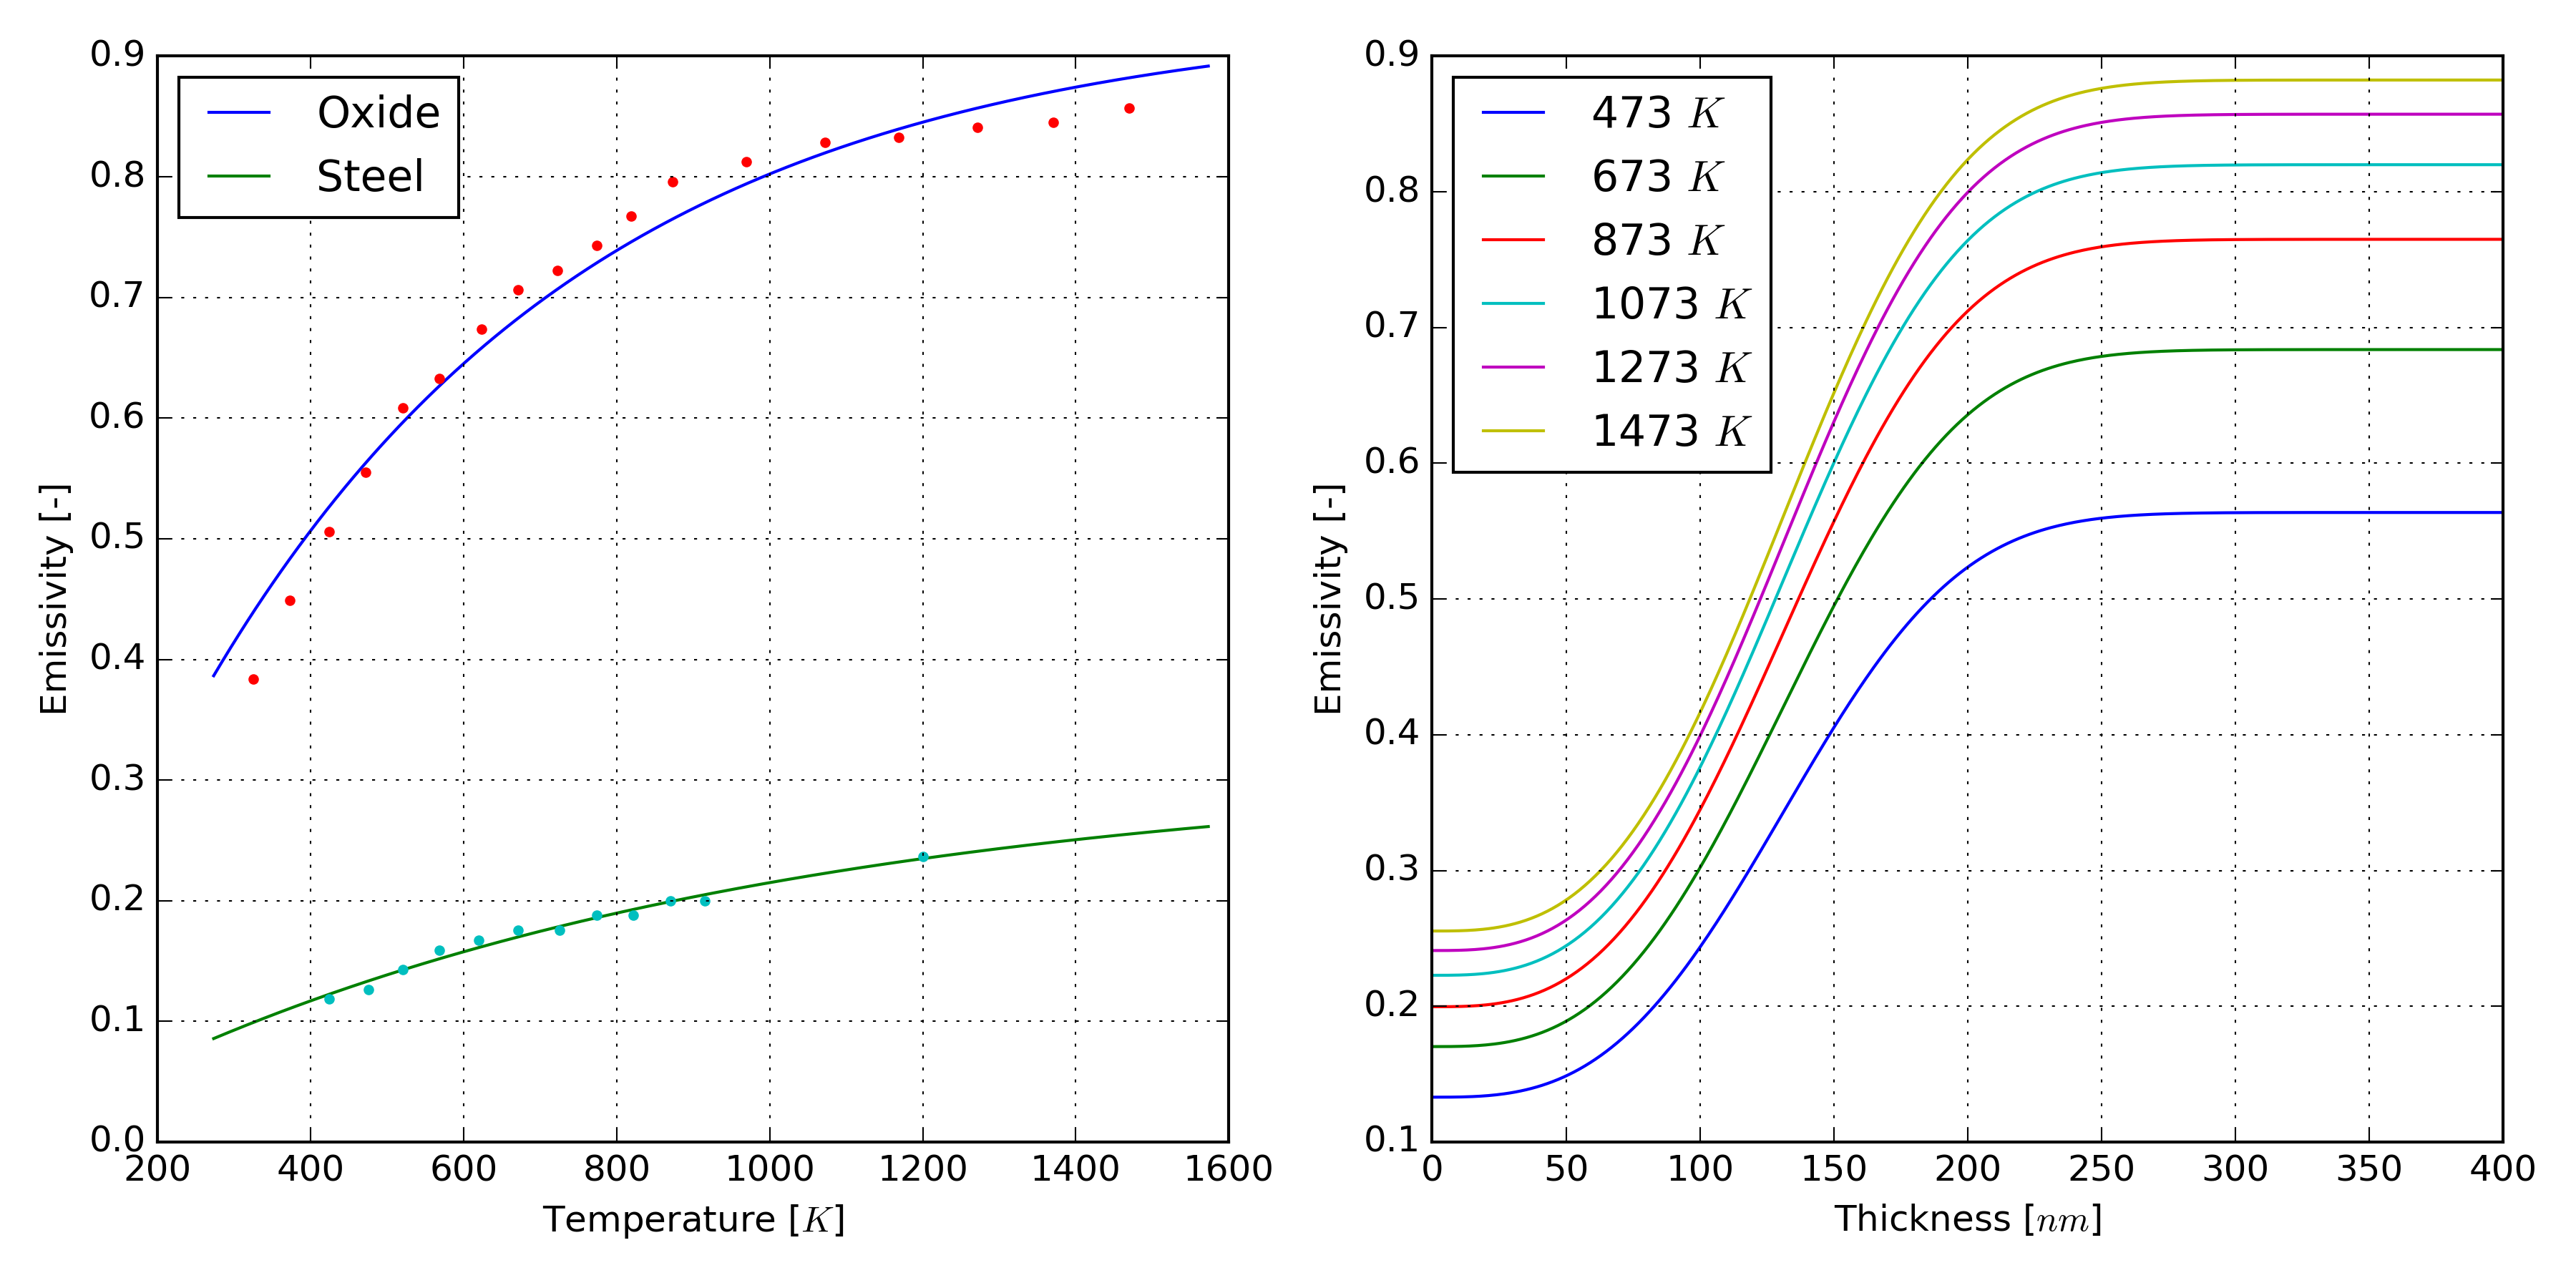 0.9
0.8
0.7
0.6
0.5
0.4
0.3
0.2
0.1
0.0
Emissivity [-]
Oxide
Steel
200 400 600 800 1000 1200 1400 1600
Temperature [K]
0.9
0.8
0.7
0.6
0.5
0.4
0.3
0.2
0.1
Emissivity [-]
473 K
673 K
873 K
1073 K
1273 K
1473 K
0 50 100 150 200 250 300 350 400
Thickness [nm]